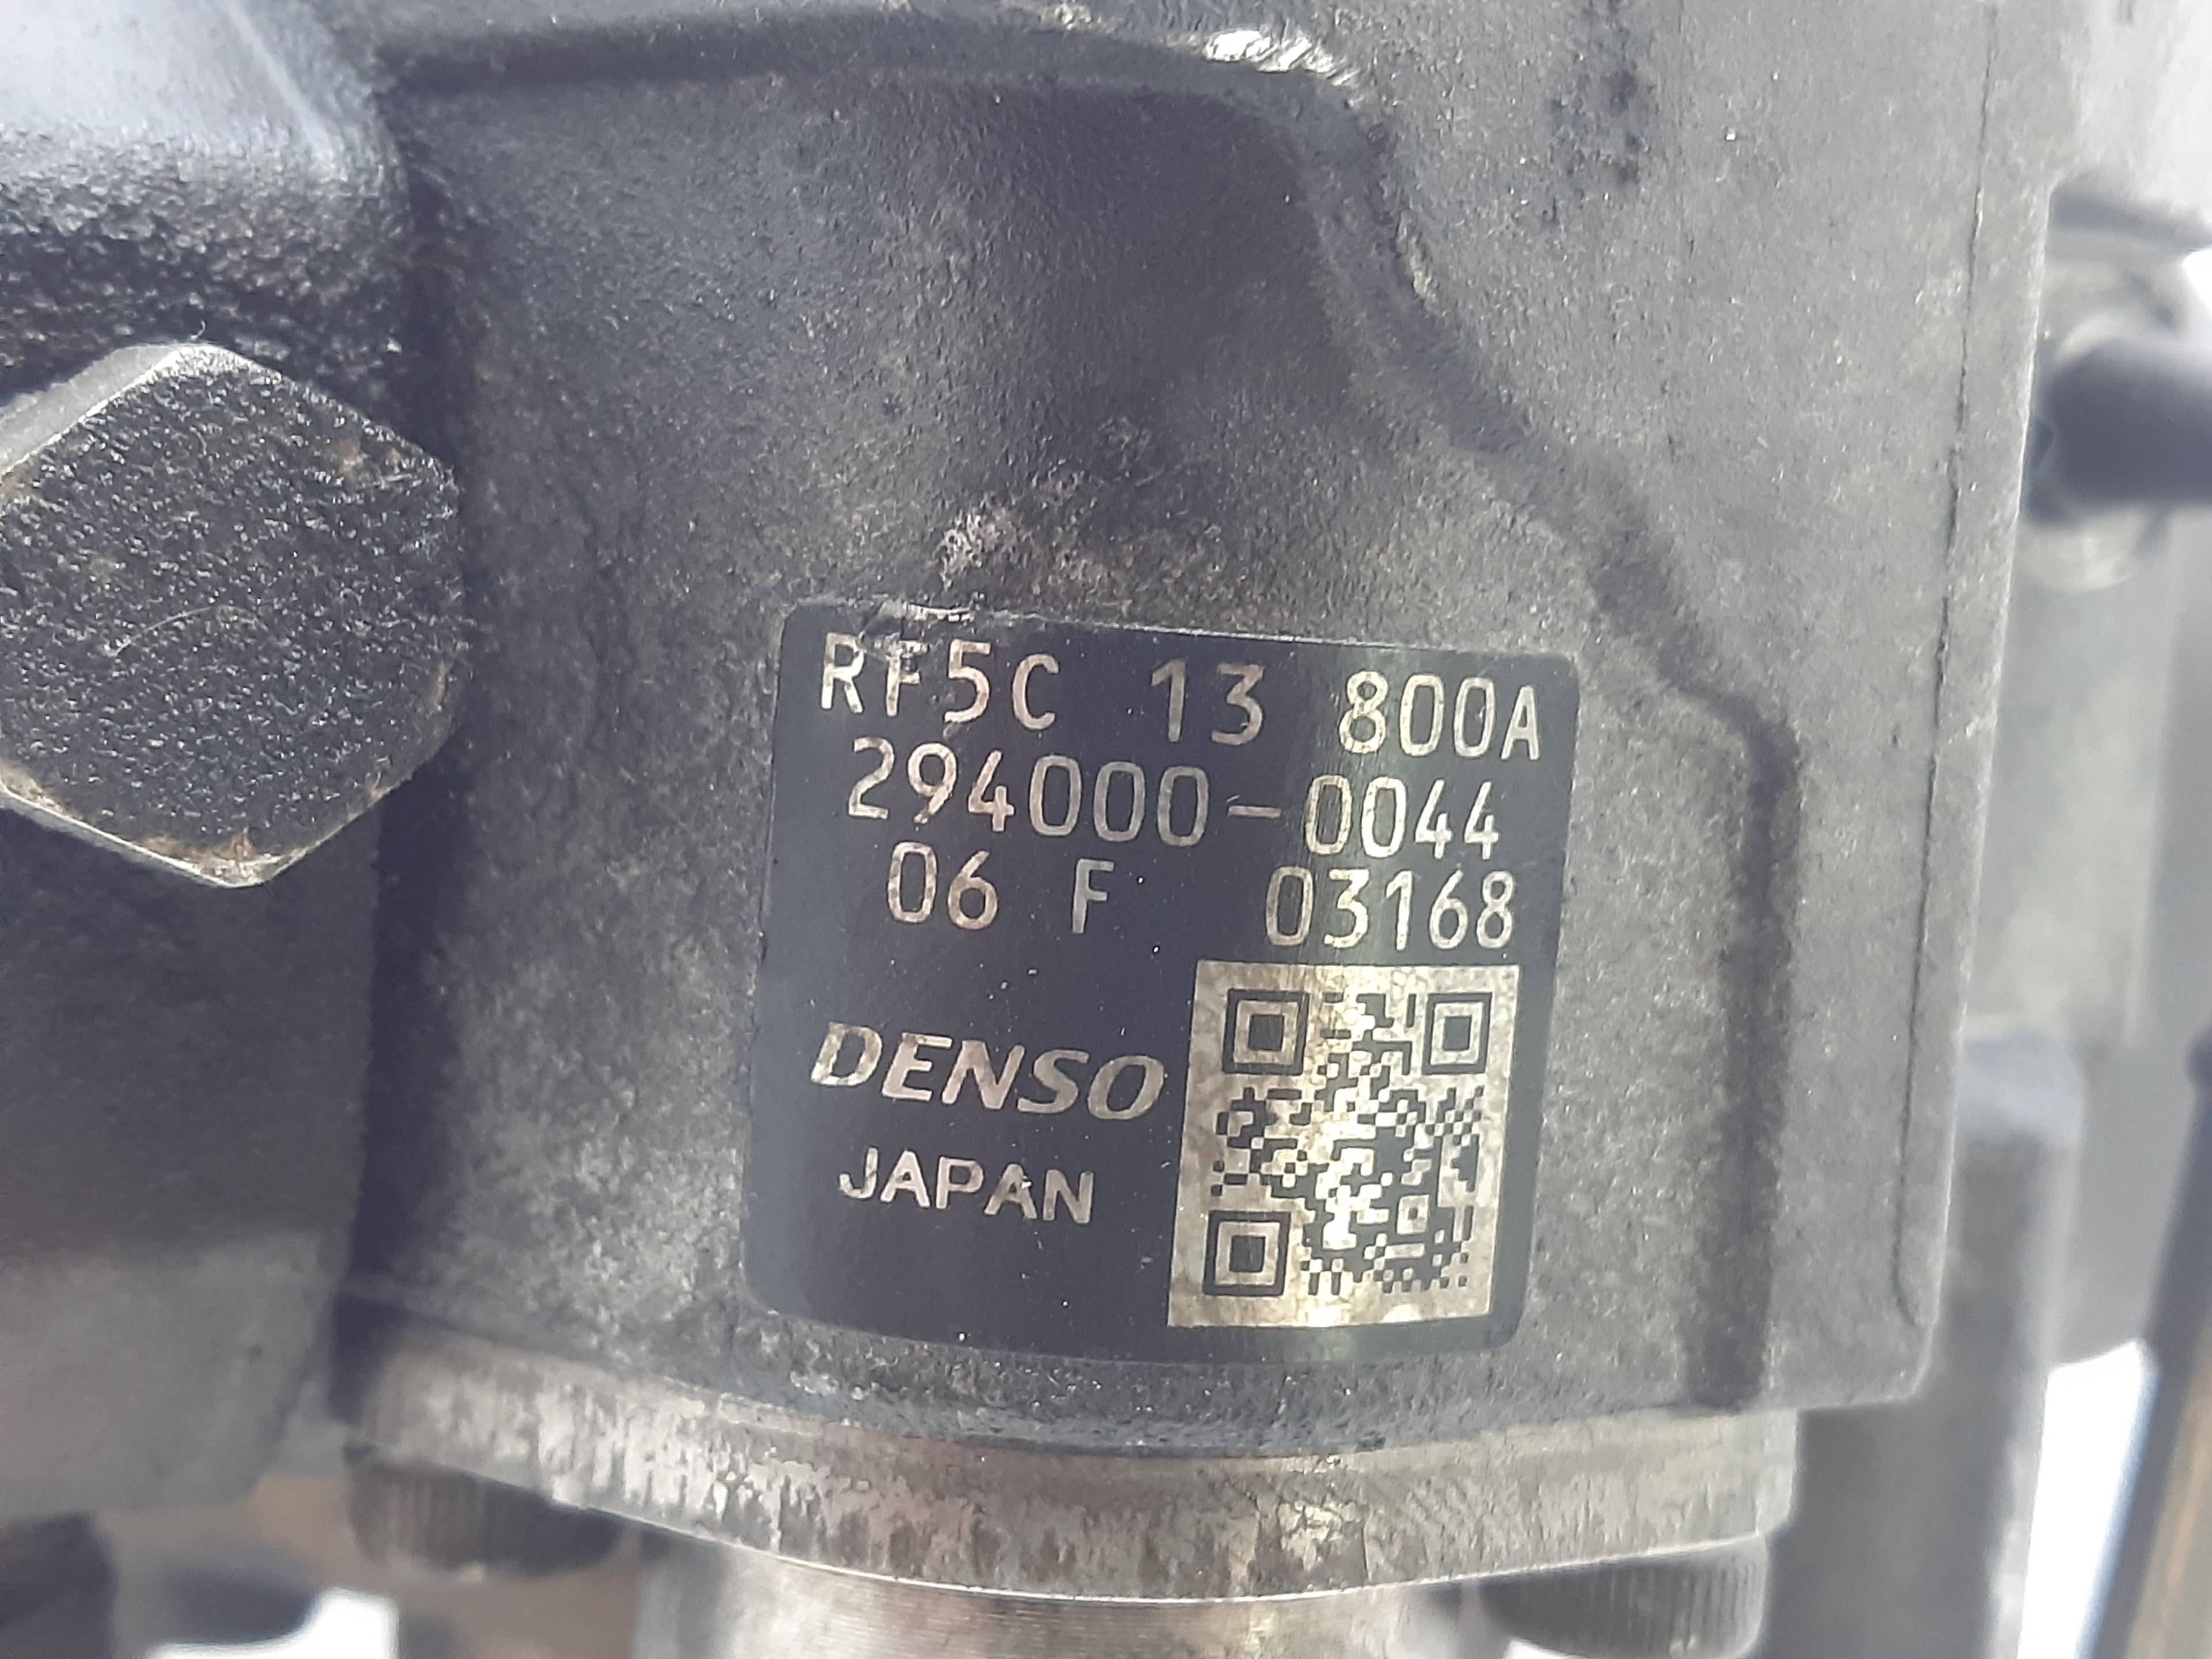 RF5C 13 800A
294000-0044
06 F 03168
DENSO
JAPAN